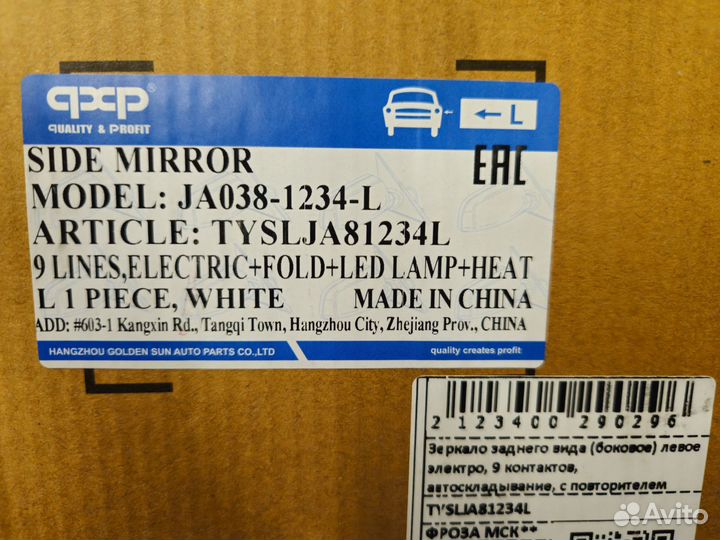 qxp®
QUALITY & PROFIT
← L
SIDE MIRROR
EAC
MODEL: JA038-1234-L
ARTICLE: TYSLJA81234L
9 LINES,ELECTRIC+FOLD+LED LAMP+HEAT
L 1 PIECE, WHITE MADE IN CHINA
ADD: #603-1 Kangxin Rd., Tangqi Town, Hangzhou City, Zhejiang Prov., CHINA
HANGZHOU GOLDEN SUN AUTO PARTS CO.,LTD quality creates profit
2 123400 290296
Зеркало заднего вида (боковое) левое
электро, 9 контактов,
автоскладывание, с повторителем
TYSLJA81234L
ФРОЗА МСК**
Avito